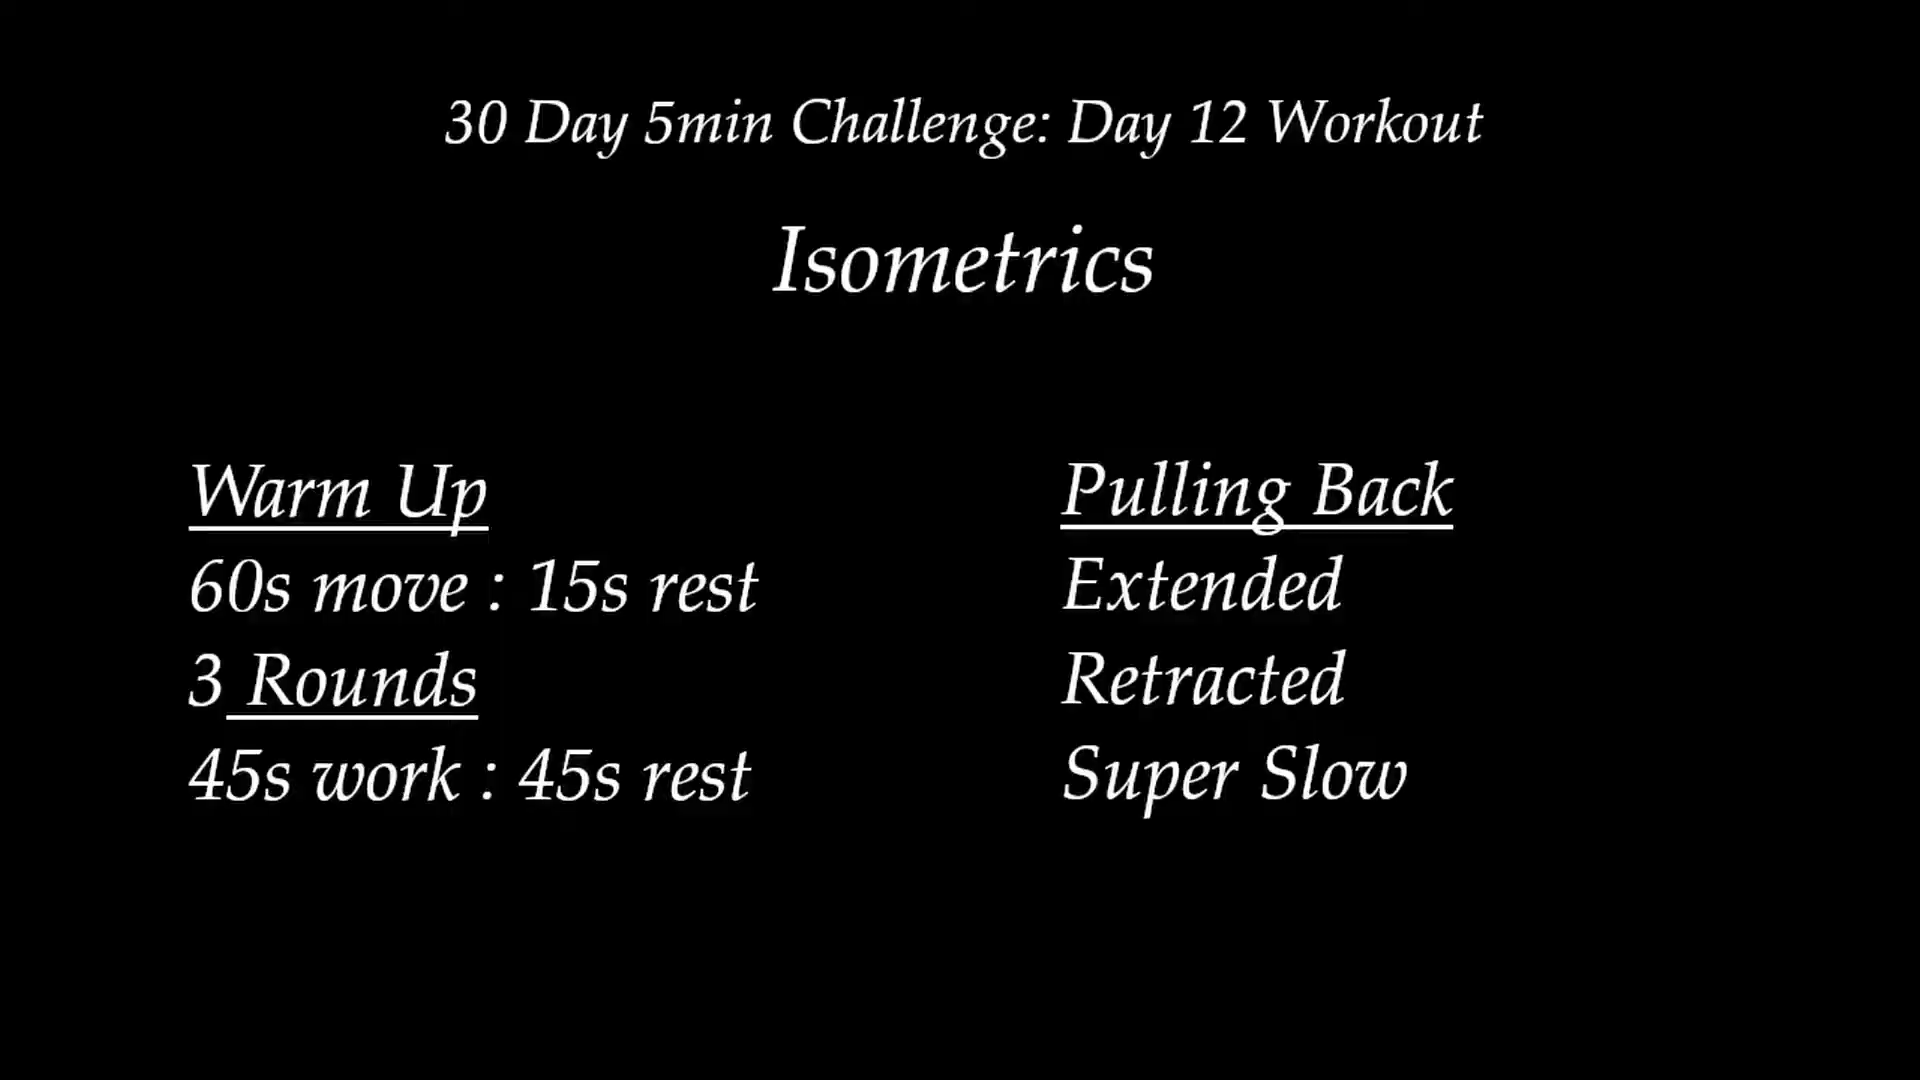 30 Day 5min Challenge: Day 12 Workout
Isometrics
Warm Up
60s move : 15s rest
3 Rounds
45s work : 45s rest
Pulling Back
Extended
Retracted
Super Slow